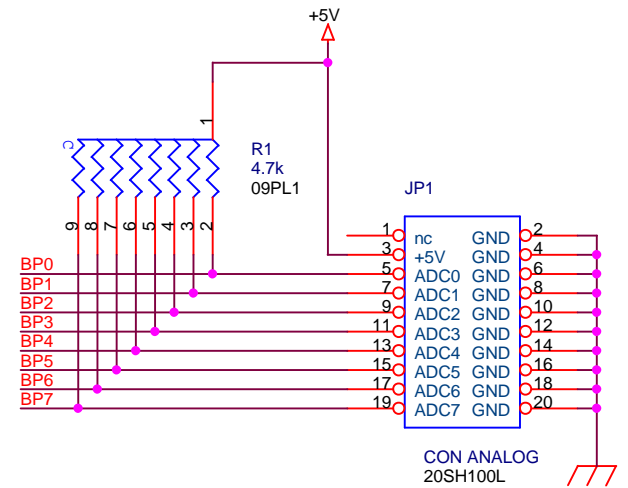 +5V
1
C
R1
4.7k
09PL1
9 8 7 6 5 4 3 2
JP1
1 nc GND 2
3 +5V GND 4
BP0 5 ADC0 GND 6
BP1 7 ADC1 GND 8
BP2 9 ADC2 GND 10
BP3 11 ADC3 GND 12
BP4 13 ADC4 GND 14
BP5 15 ADC5 GND 16
BP6 17 ADC6 GND 18
BP7 19 ADC7 GND 20
CON ANALOG
20SH100L